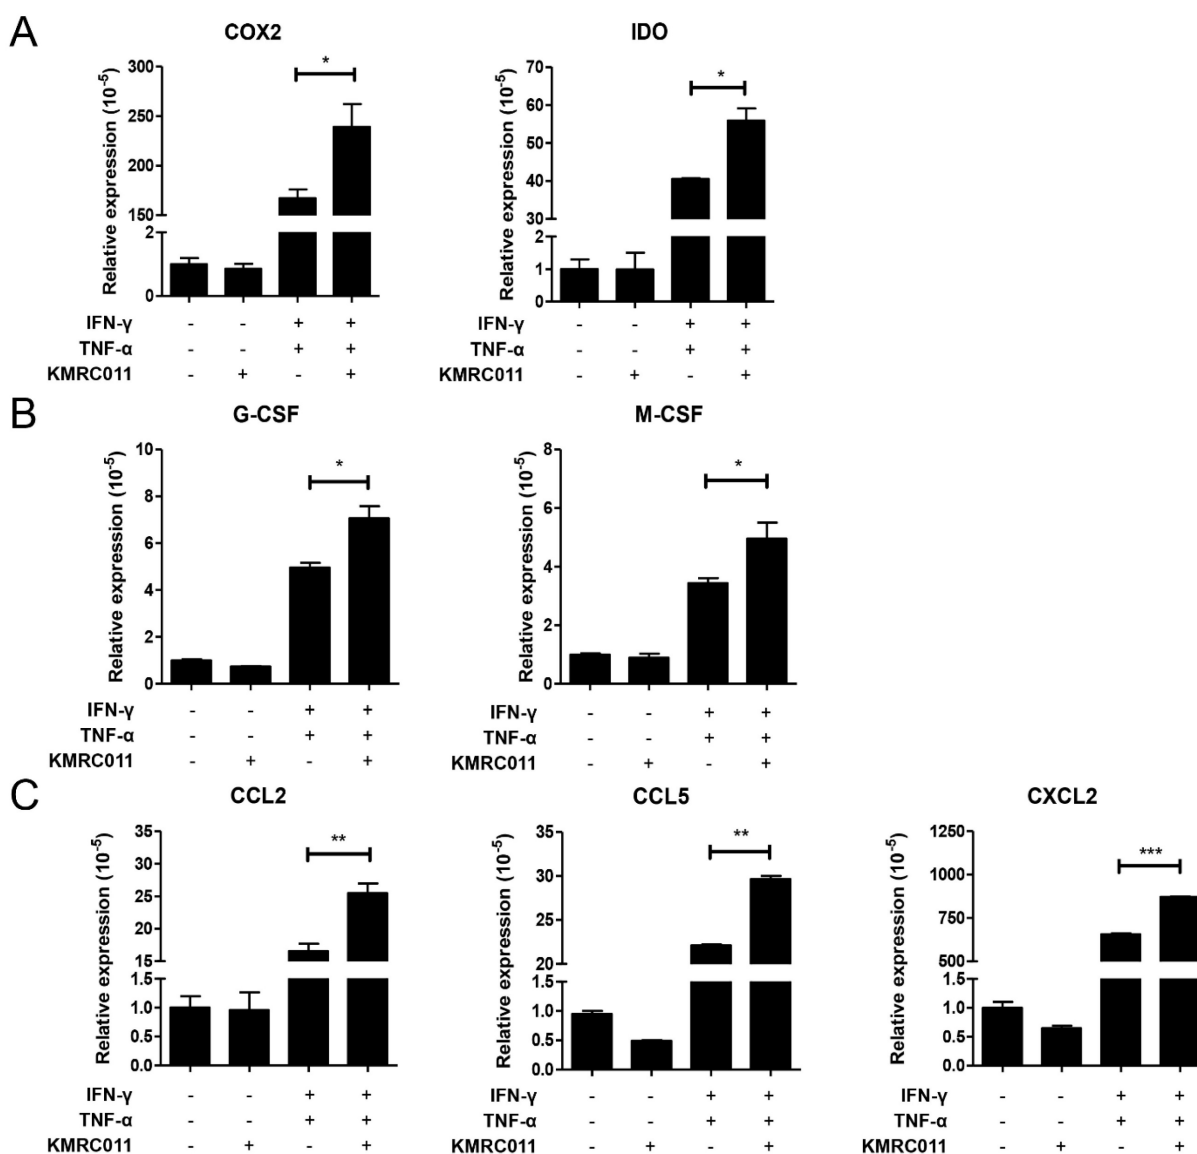 A
COX2
Relative expression (10-5)
300
250
200
150
2
1
0
*
IFN-γ - - + +
TNF-α - - + +
KMRC011 - + - +
IDO
Relative expression (10-5)
70
60
50
40
30
2
1
0
*
IFN-γ - - + +
TNF-α - - + +
KMRC011 - + - +
B
G-CSF
Relative expression (10-5)
10
8
6
4
2
0
*
IFN-γ - - + +
TNF-α - - + +
KMRC011 - + - +
M-CSF
Relative expression (10-5)
8
6
4
2
0
*
IFN-γ - - + +
TNF-α - - + +
KMRC011 - + - +
C
CCL2
Relative expression (10-5)
35
30
25
20
15
1.5
1.0
0.5
0.0
**
IFN-γ - - + +
TNF-α - - + +
KMRC011 - + - +
CCL5
Relative expression (10-5)
35
30
25
20
1.5
1.0
0.5
0.0
**
IFN-γ - - + +
TNF-α - - + +
KMRC011 - + - +
CXCL2
Relative expression (10-5)
1250
1000
750
500
1.5
1.0
0.5
0.0
***
IFN-γ - - + +
TNF-α - - + +
KMRC011 - + - +